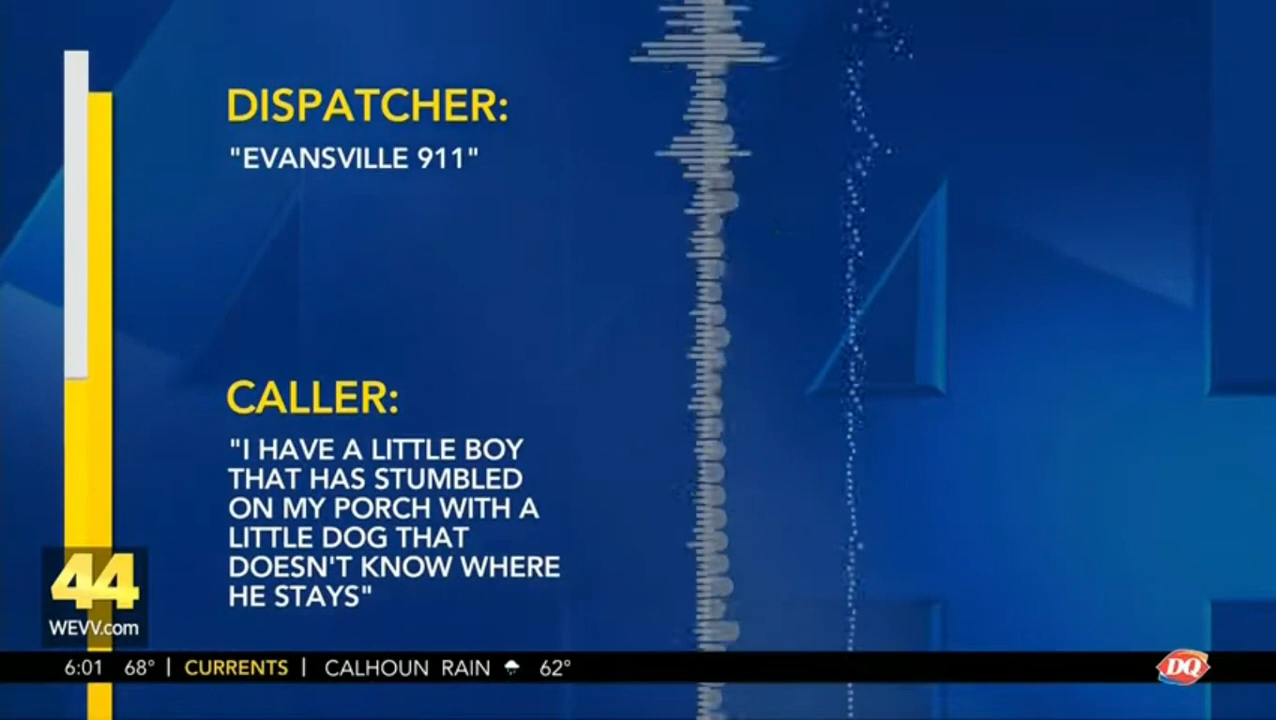 DISPATCHER:
"EVANSVILLE 911"
CALLER:
"I HAVE A LITTLE BOY
THAT HAS STUMBLED
ON MY PORCH WITH A
LITTLE DOG THAT
DOESN'T KNOW WHERE
HE STAYS"
44
WEVV.com
6:01 68° | CURRENTS | CALHOUN RAIN 62°
DQ